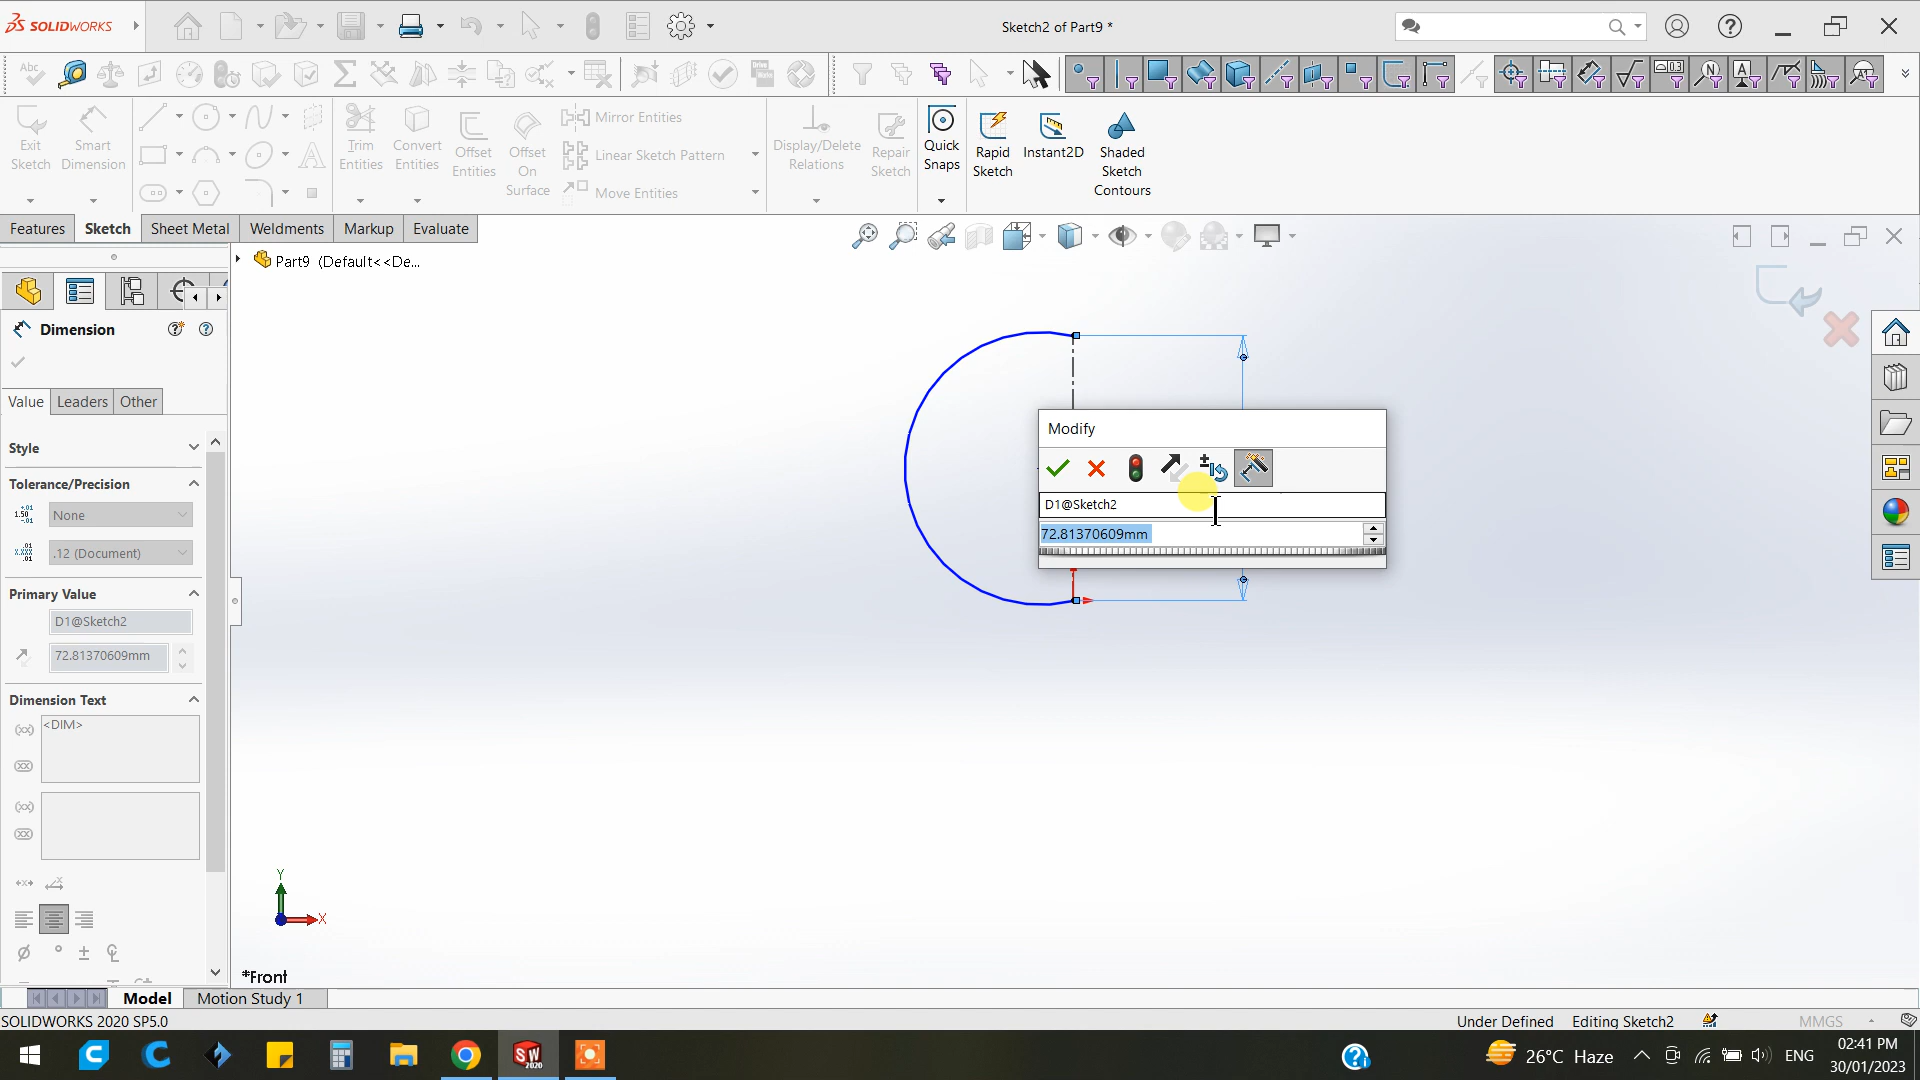 SOLIDWORKS
Sketch2 of Part9 *
Exit Sketch
Smart Dimension
Trim Entities
Convert Entities
Offset Entities
Offset On Surface
Mirror Entities
Linear Sketch Pattern
Move Entities
Display/Delete Relations
Repair Sketch
Quick Snaps
Rapid Sketch
Instant2D
Shaded Sketch Contours
Features
Sketch
Sheet Metal
Weldments
Markup
Evaluate
Part9 (Default<<De...
Dimension
Value
Leaders
Other
Style
Tolerance/Precision
None
.12 (Document)
Primary Value
D1@Sketch2
72.81370609mm
Dimension Text
<DIM>
Modify
D1@Sketch2
72.81370609mm
Y
X
*Front
Model
Motion Study 1
SOLIDWORKS 2020 SP5.0
Under Defined
Editing Sketch2
MMGS
26°C Haze
ENG
02:41 PM
30/01/2023